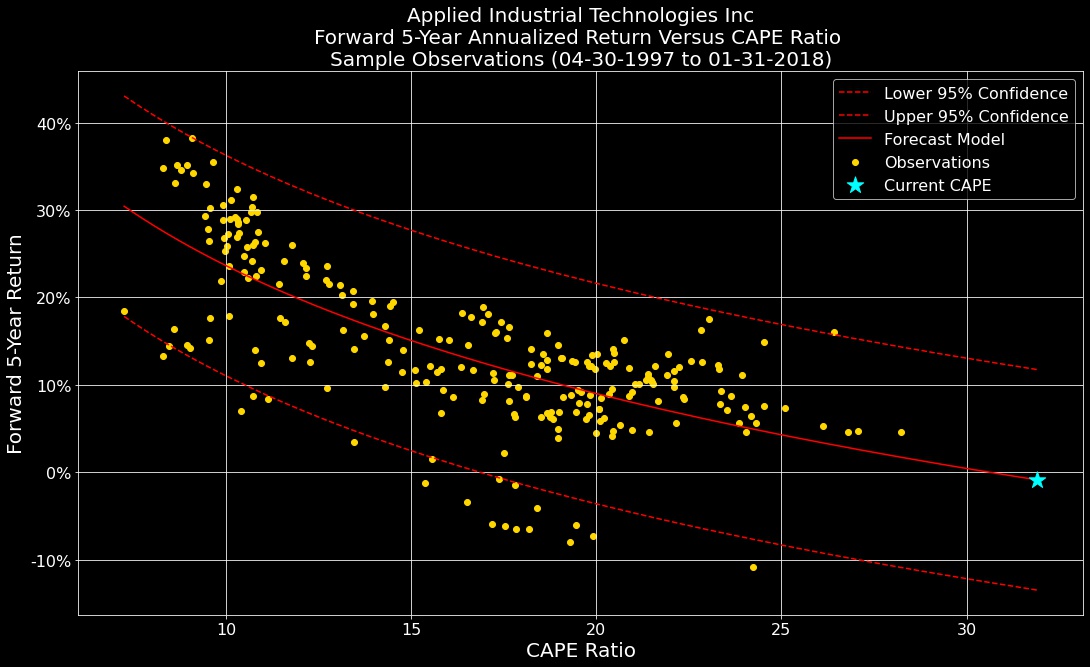 Applied Industrial Technologies Inc
Forward 5-Year Annualized Return Versus CAPE Ratio
Sample Observations (04-30-1997 to 01-31-2018)
Lower 95% Confidence
Upper 95% Confidence
Forecast Model
Observations
Current CAPE
Forward 5-Year Return
40%
30%
20%
10%
0%
-10%
10
15
20
25
30
CAPE Ratio